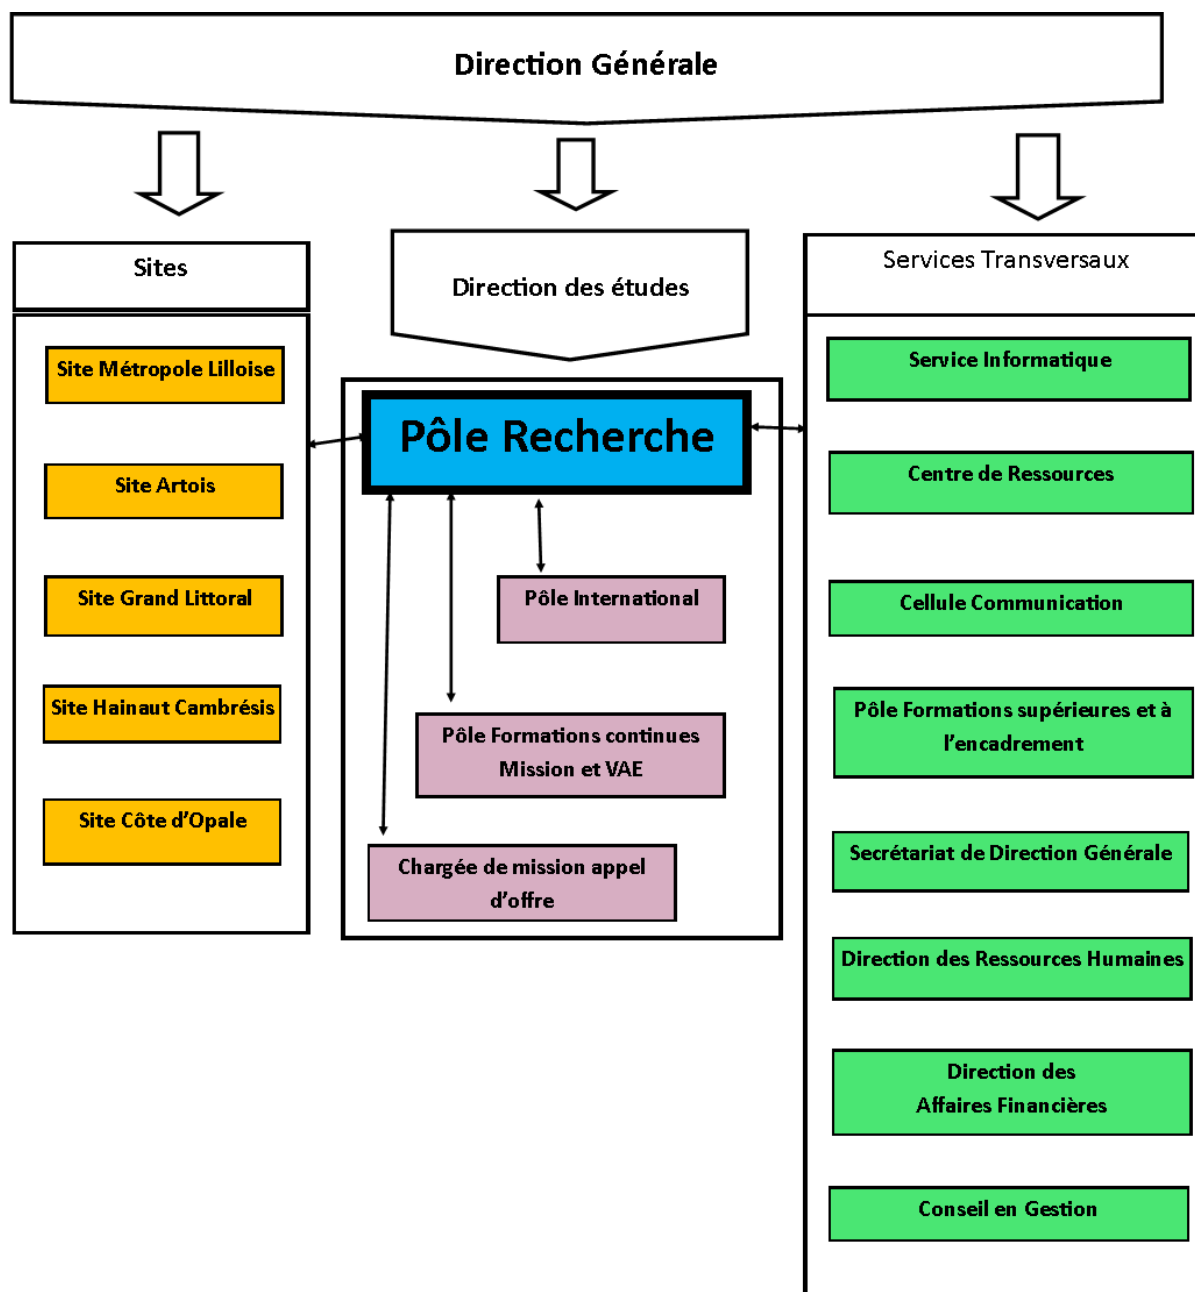 Direction Générale
Sites
Site Métropole Lilloise
Site Artois
Site Grand Littoral
Site Hainaut Cambrésis
Site Côte d'Opale
Direction des études
Pôle Recherche
Pôle International
Pôle Formations continues
Mission et VAE
Chargée de mission appel
d'offre
Services Transversaux
Service Informatique
Centre de Ressources
Cellule Communication
Pôle Formations supérieures et à
l'encadrement
Secrétariat de Direction Générale
Direction des Ressources Humaines
Direction des
Affaires Financières
Conseil en Gestion